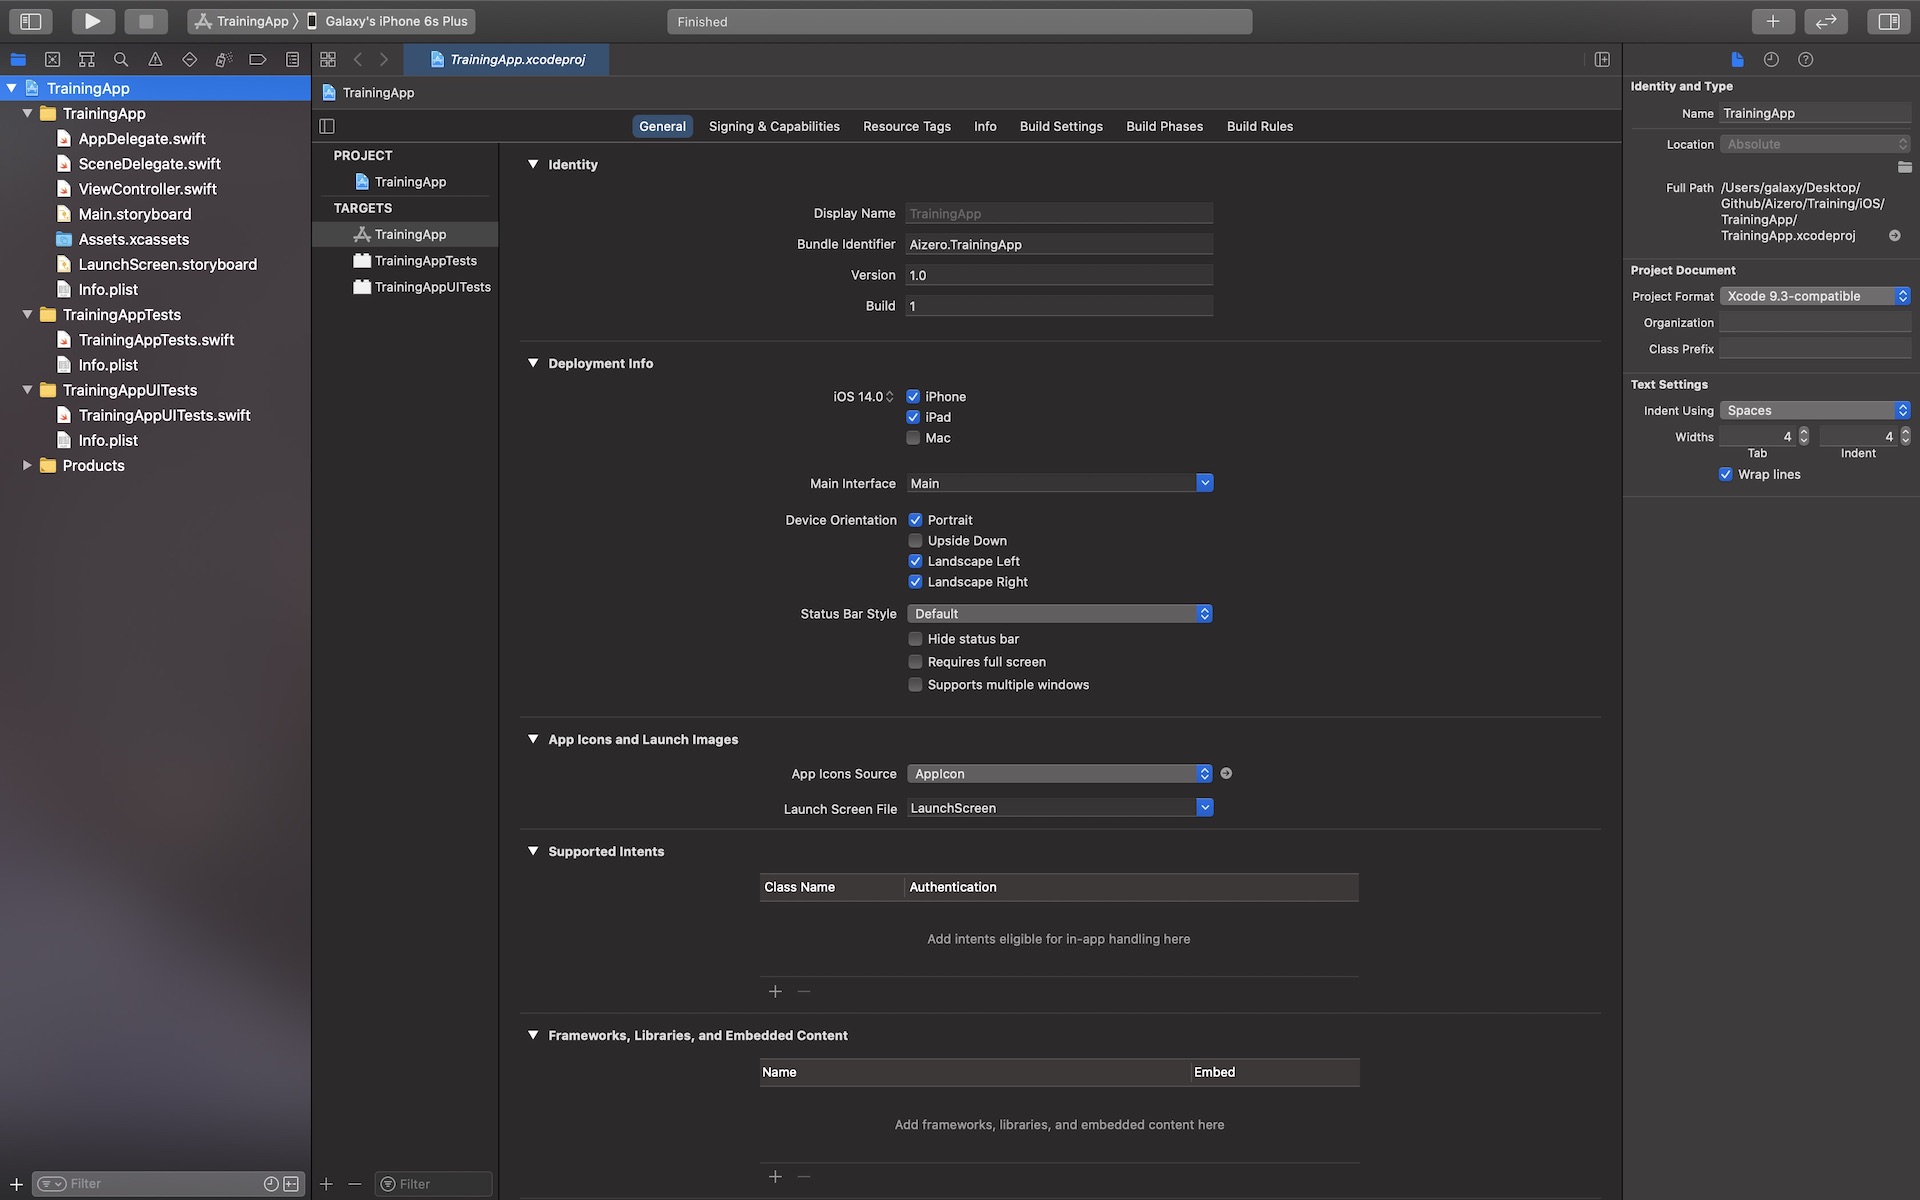 TrainingApp
Galaxy's iPhone 6s Plus
Finished
TrainingApp.xcodeproj
TrainingApp
TrainingApp
AppDelegate.swift
SceneDelegate.swift
ViewController.swift
Main.storyboard
Assets.xcassets
LaunchScreen.storyboard
Info.plist
TrainingAppTests
TrainingAppTests.swift
Info.plist
TrainingAppUITests
TrainingAppUITests.swift
Info.plist
Products
Filter
TrainingApp
General Signing & Capabilities Resource Tags Info Build Settings Build Phases Build Rules
PROJECT
TrainingApp
TARGETS
TrainingApp
TrainingAppTests
TrainingAppUITests
Filter
Identity
Display Name TrainingApp
Bundle Identifier Aizero.TrainingApp
Version 1.0
Build 1
Deployment Info
iOS 14.0 iPhone
iPad
Mac
Main Interface Main
Device Orientation Portrait
Upside Down
Landscape Left
Landscape Right
Status Bar Style Default
Hide status bar
Requires full screen
Supports multiple windows
App Icons and Launch Images
App Icons Source AppIcon
Launch Screen File LaunchScreen
Supported Intents
Class Name Authentication
Add intents eligible for in-app handling here
Frameworks, Libraries, and Embedded Content
Name Embed
Add frameworks, libraries, and embedded content here
Identity and Type
Name TrainingApp
Location Absolute
Full Path /Users/galaxy/Desktop/
Github/Aizero/Training/iOS/
TrainingApp/
TrainingApp.xcodeproj
Project Document
Project Format Xcode 9.3-compatible
Organization
Class Prefix
Text Settings
Indent Using Spaces
Widths 4 4
Tab Indent
Wrap lines